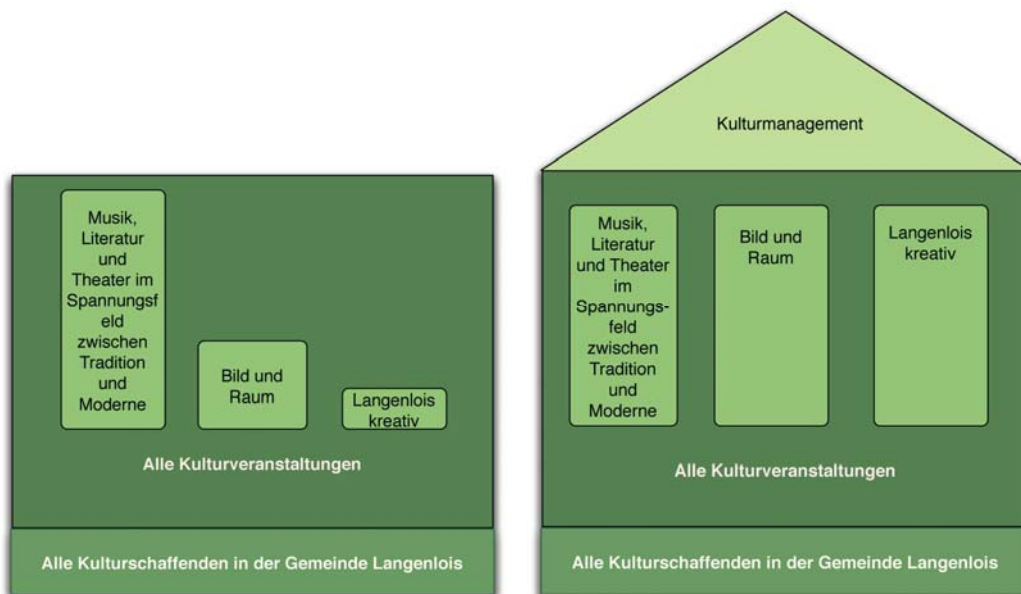 Musik,
Literatur
und
Theater im
Spannungsf
eld
zwischen
Tradition
und
Moderne
Bild und
Raum
Langenlois
kreativ
Alle Kulturveranstaltungen
Alle Kulturschaffenden in der Gemeinde Langenlois
Kulturmanagement
Musik,
Literatur
und Theater
im
Spannungs-
feld
zwischen
Tradition
und
Moderne
Bild und
Raum
Langenlois
kreativ
Alle Kulturveranstaltungen
Alle Kulturschaffenden in der Gemeinde Langenlois